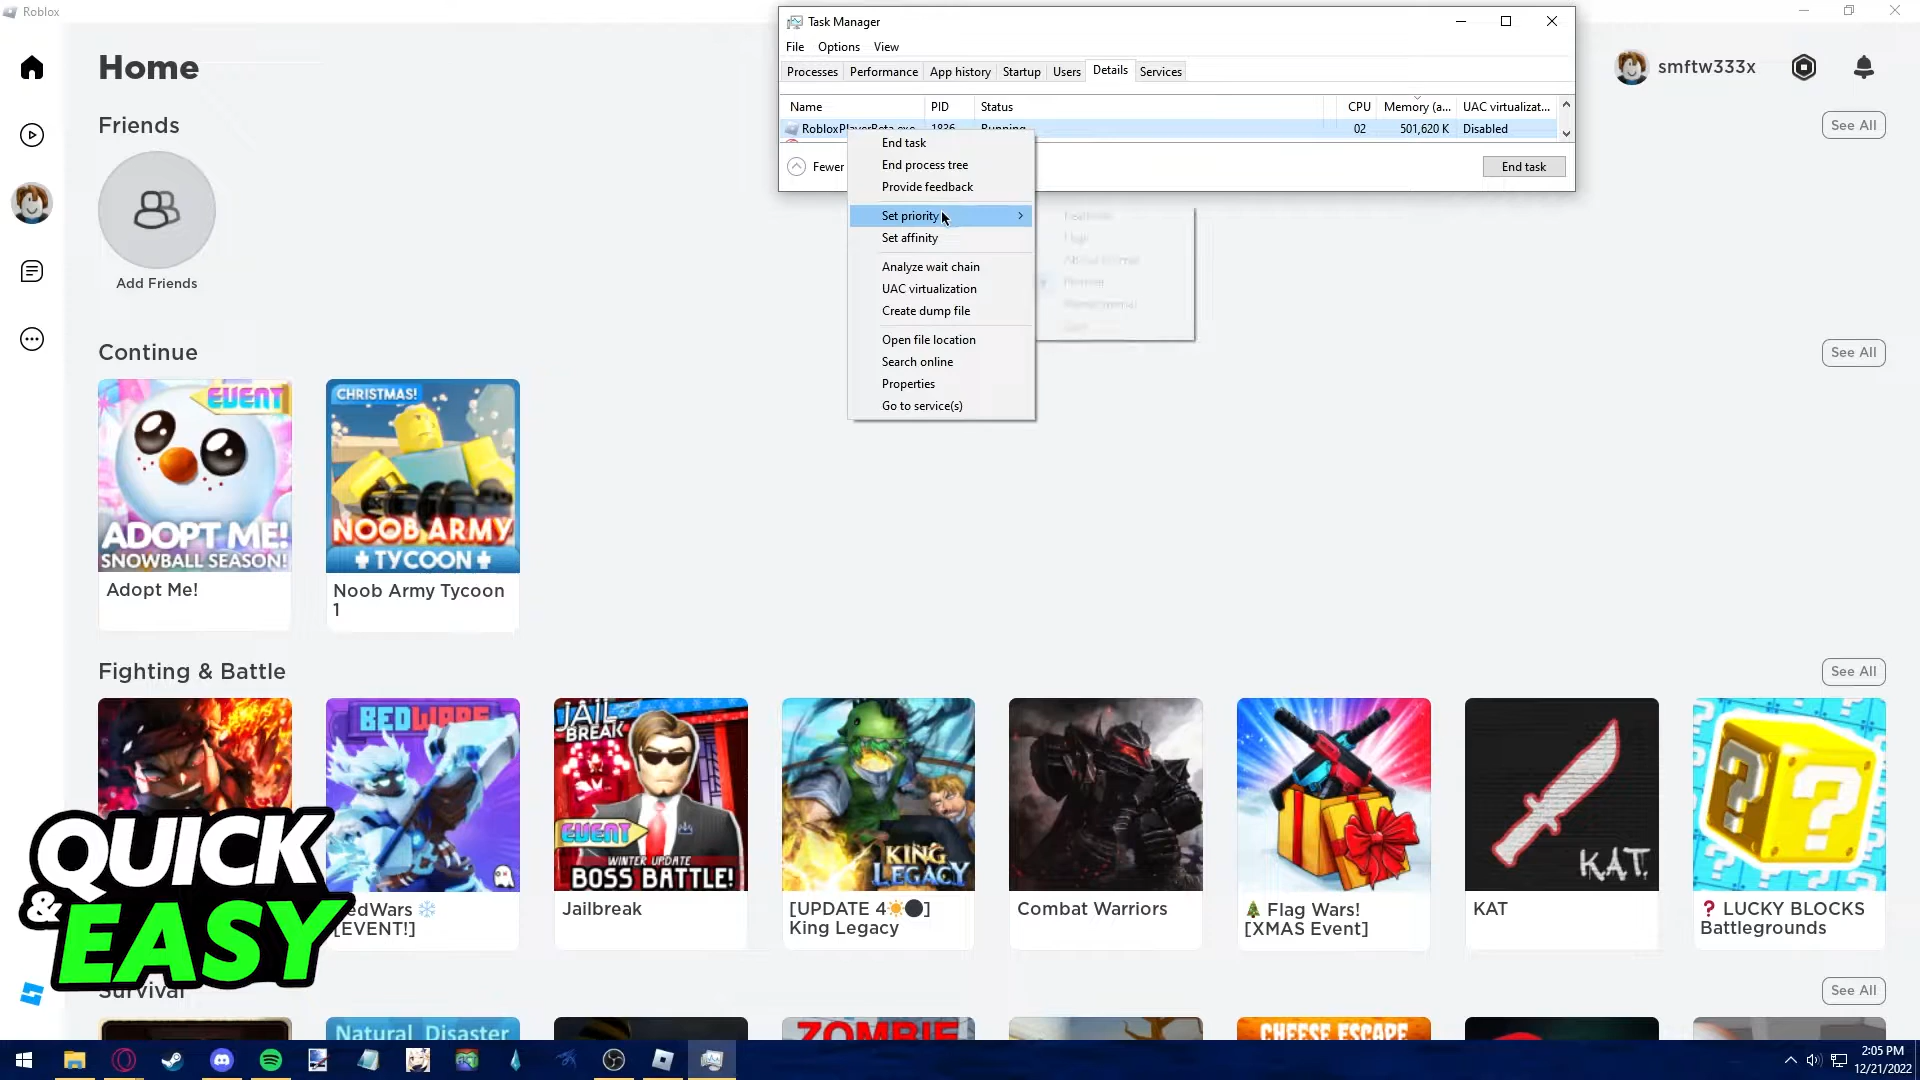 Roblox
Home
Friends
See All
Add Friends
Continue
See All
EVENT
ADOPT ME!
SNOWBALL SEASON!
Adopt Me!
CHRISTMAS!
NOOB ARMY
TYCOON
Noob Army Tycoon
1
Fighting & Battle
See All
BEDWARS
edWars ❄️
[EVENT!]
JAIL
BREAK
EVENT
WINTER UPDATE
BOSS BATTLE!
Jailbreak
KING
LEGACY
[UPDATE 4☀️🌑]
King Legacy
Combat Warriors
🎄 Flag Wars!
[XMAS Event]
KAT.
KAT
❓ LUCKY BLOCKS
Battlegrounds
QUICK
& EASY
Survival
See All
Natural Disaster
ZOMBIE
CHEESE ESCAPE
smftw333x
Task Manager
File Options View
Processes Performance App history Startup Users Details Services
Name PID Status CPU Memory (a... UAC virtualizat...
RobloxPlayerBeta.exe 1836 Running 02 501,620 K Disabled
Fewer
End task
End task
End process tree
Provide feedback
Set priority
Set affinity
Analyze wait chain
UAC virtualization
Create dump file
Open file location
Search online
Properties
Go to service(s)
2:05 PM
12/21/2022